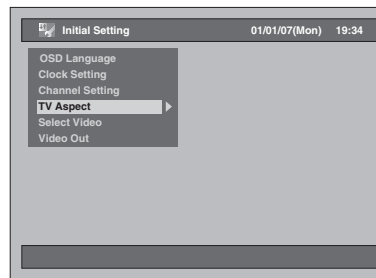 Initial Setting 01/01/07(Mon) 19:34
OSD Language
Clock Setting
Channel Setting
TV Aspect
Select Video
Video Out